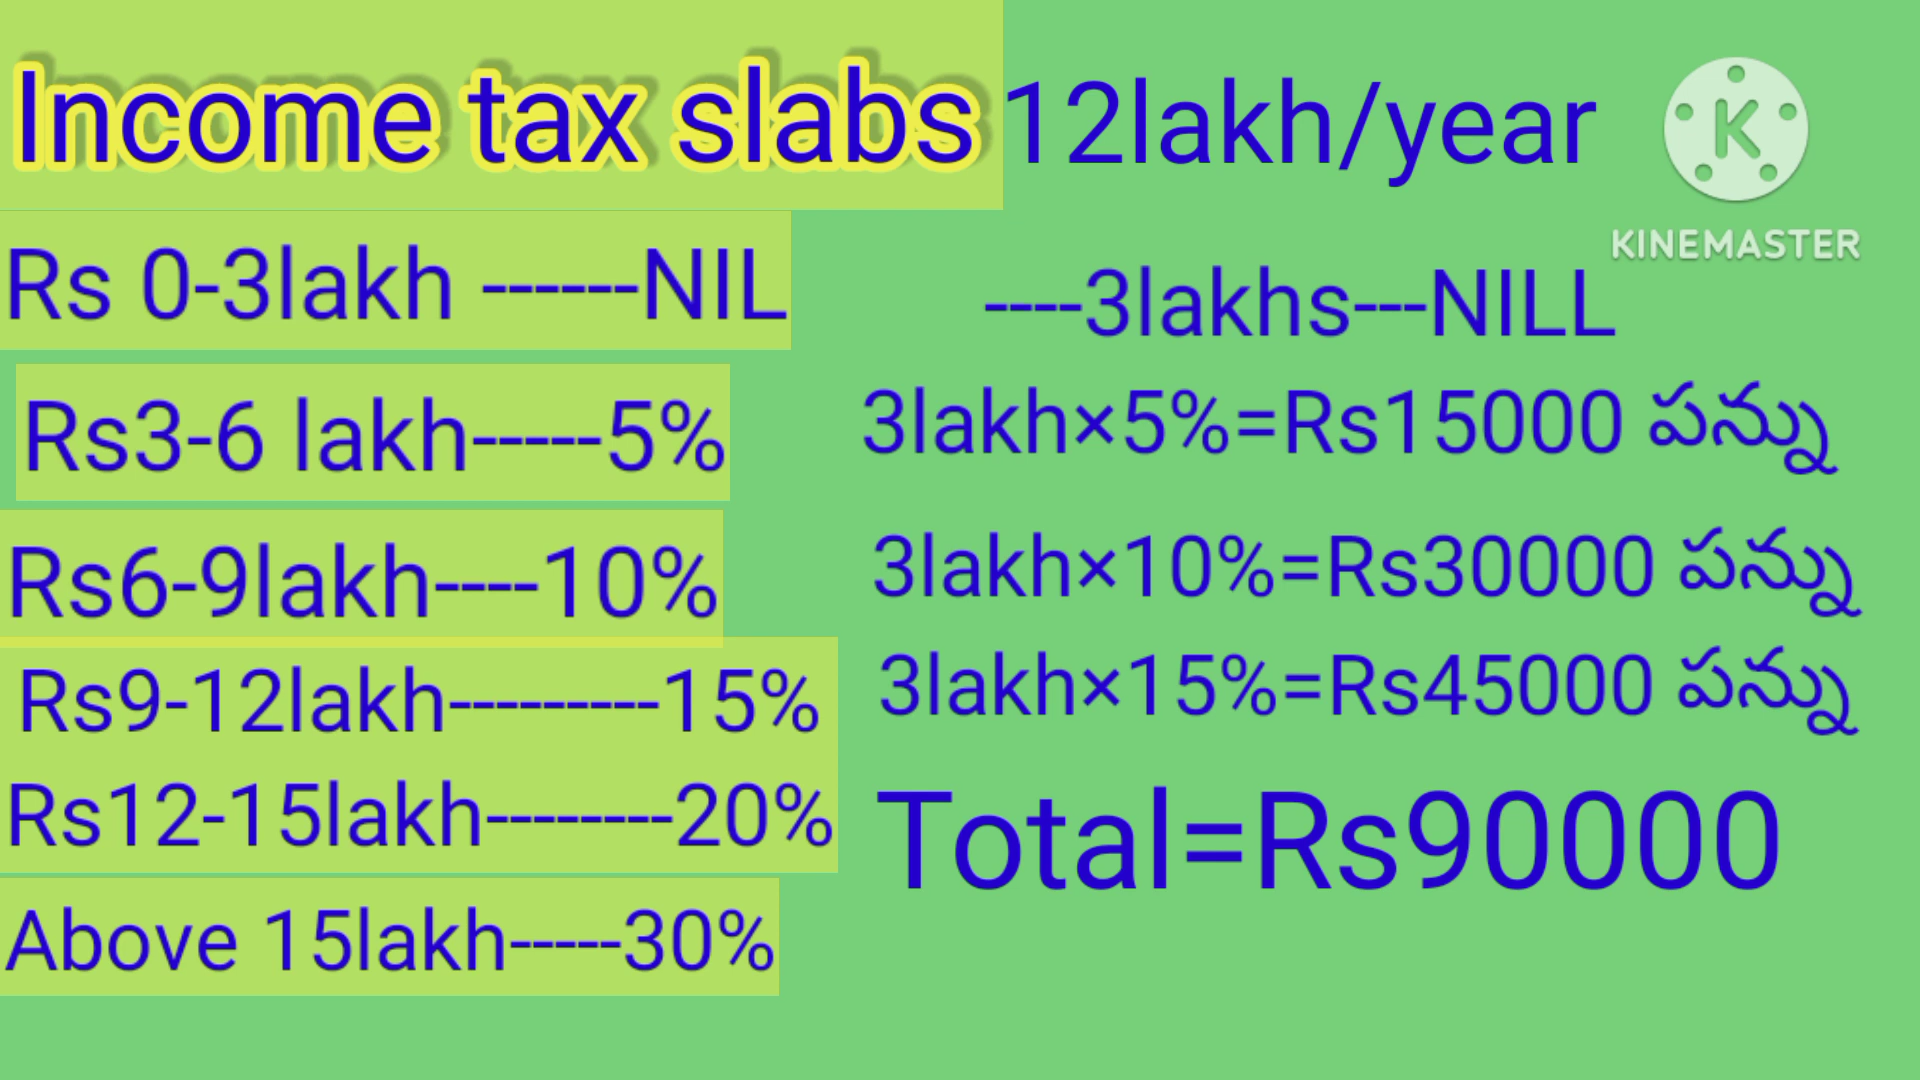 Income tax slabs 12lakh/year
K
KINEMASTER
Rs 0-3lakh ------NIL
----3lakhs---NILL
Rs3-6 lakh-----5%
3lakh×5%=Rs15000 పన్ను
Rs6-9lakh----10%
3lakh×10%=Rs30000 పన్ను
Rs9-12lakh---------15%
3lakh×15%=Rs45000 పన్ను
Rs12-15lakh--------20%
Total=Rs90000
Above 15lakh-----30%